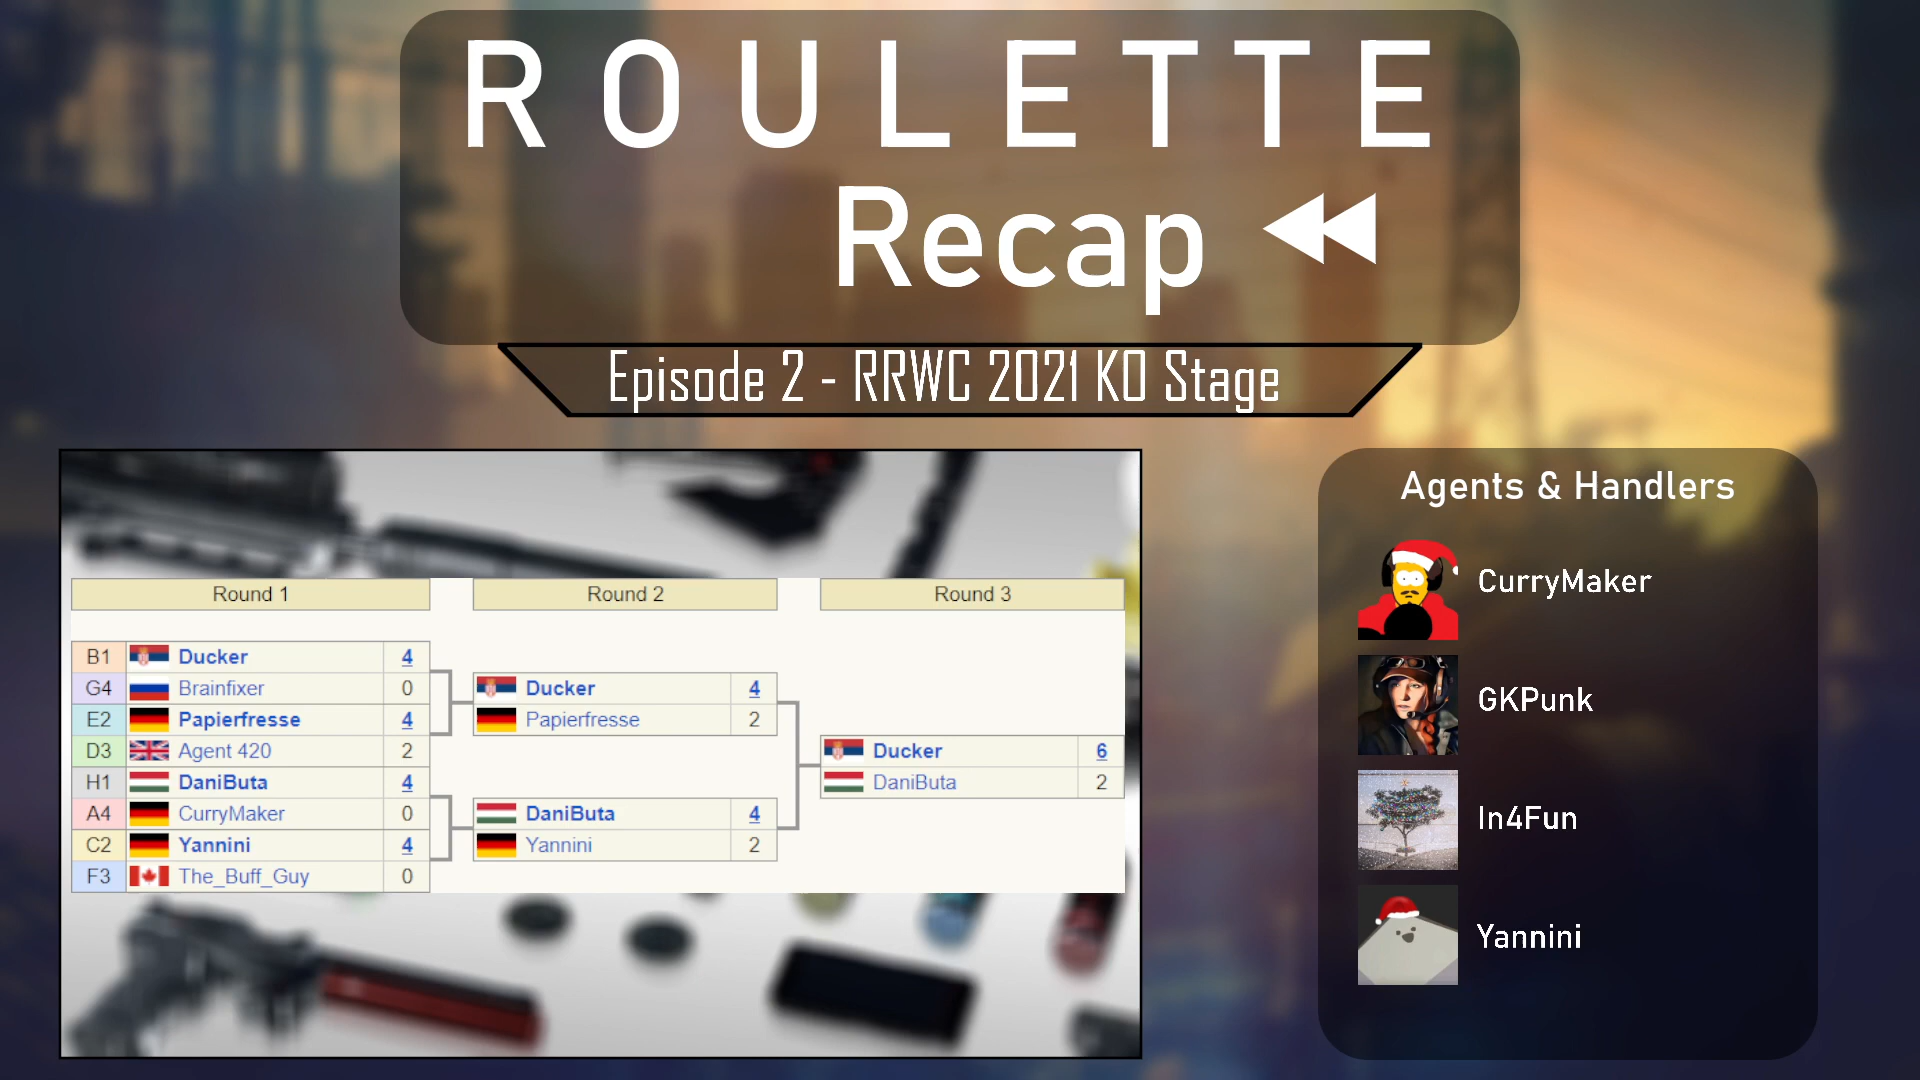 ROULETTE
Recap
Episode 2 - RRWC 2021 KO Stage
Round 1 Round 2 Round 3
B1 Ducker 4
G4 Brainfixer 0
E2 Papierfresse 4
D3 Agent 420 2
H1 DaniButa 4
A4 CurryMaker 0
C2 Yannini 4
F3 The_Buff_Guy 0
Ducker 4
Papierfresse 2
DaniButa 4
Yannini 2
Ducker 6
DaniButa 2
Agents & Handlers
CurryMaker
GKPunk
In4Fun
Yannini